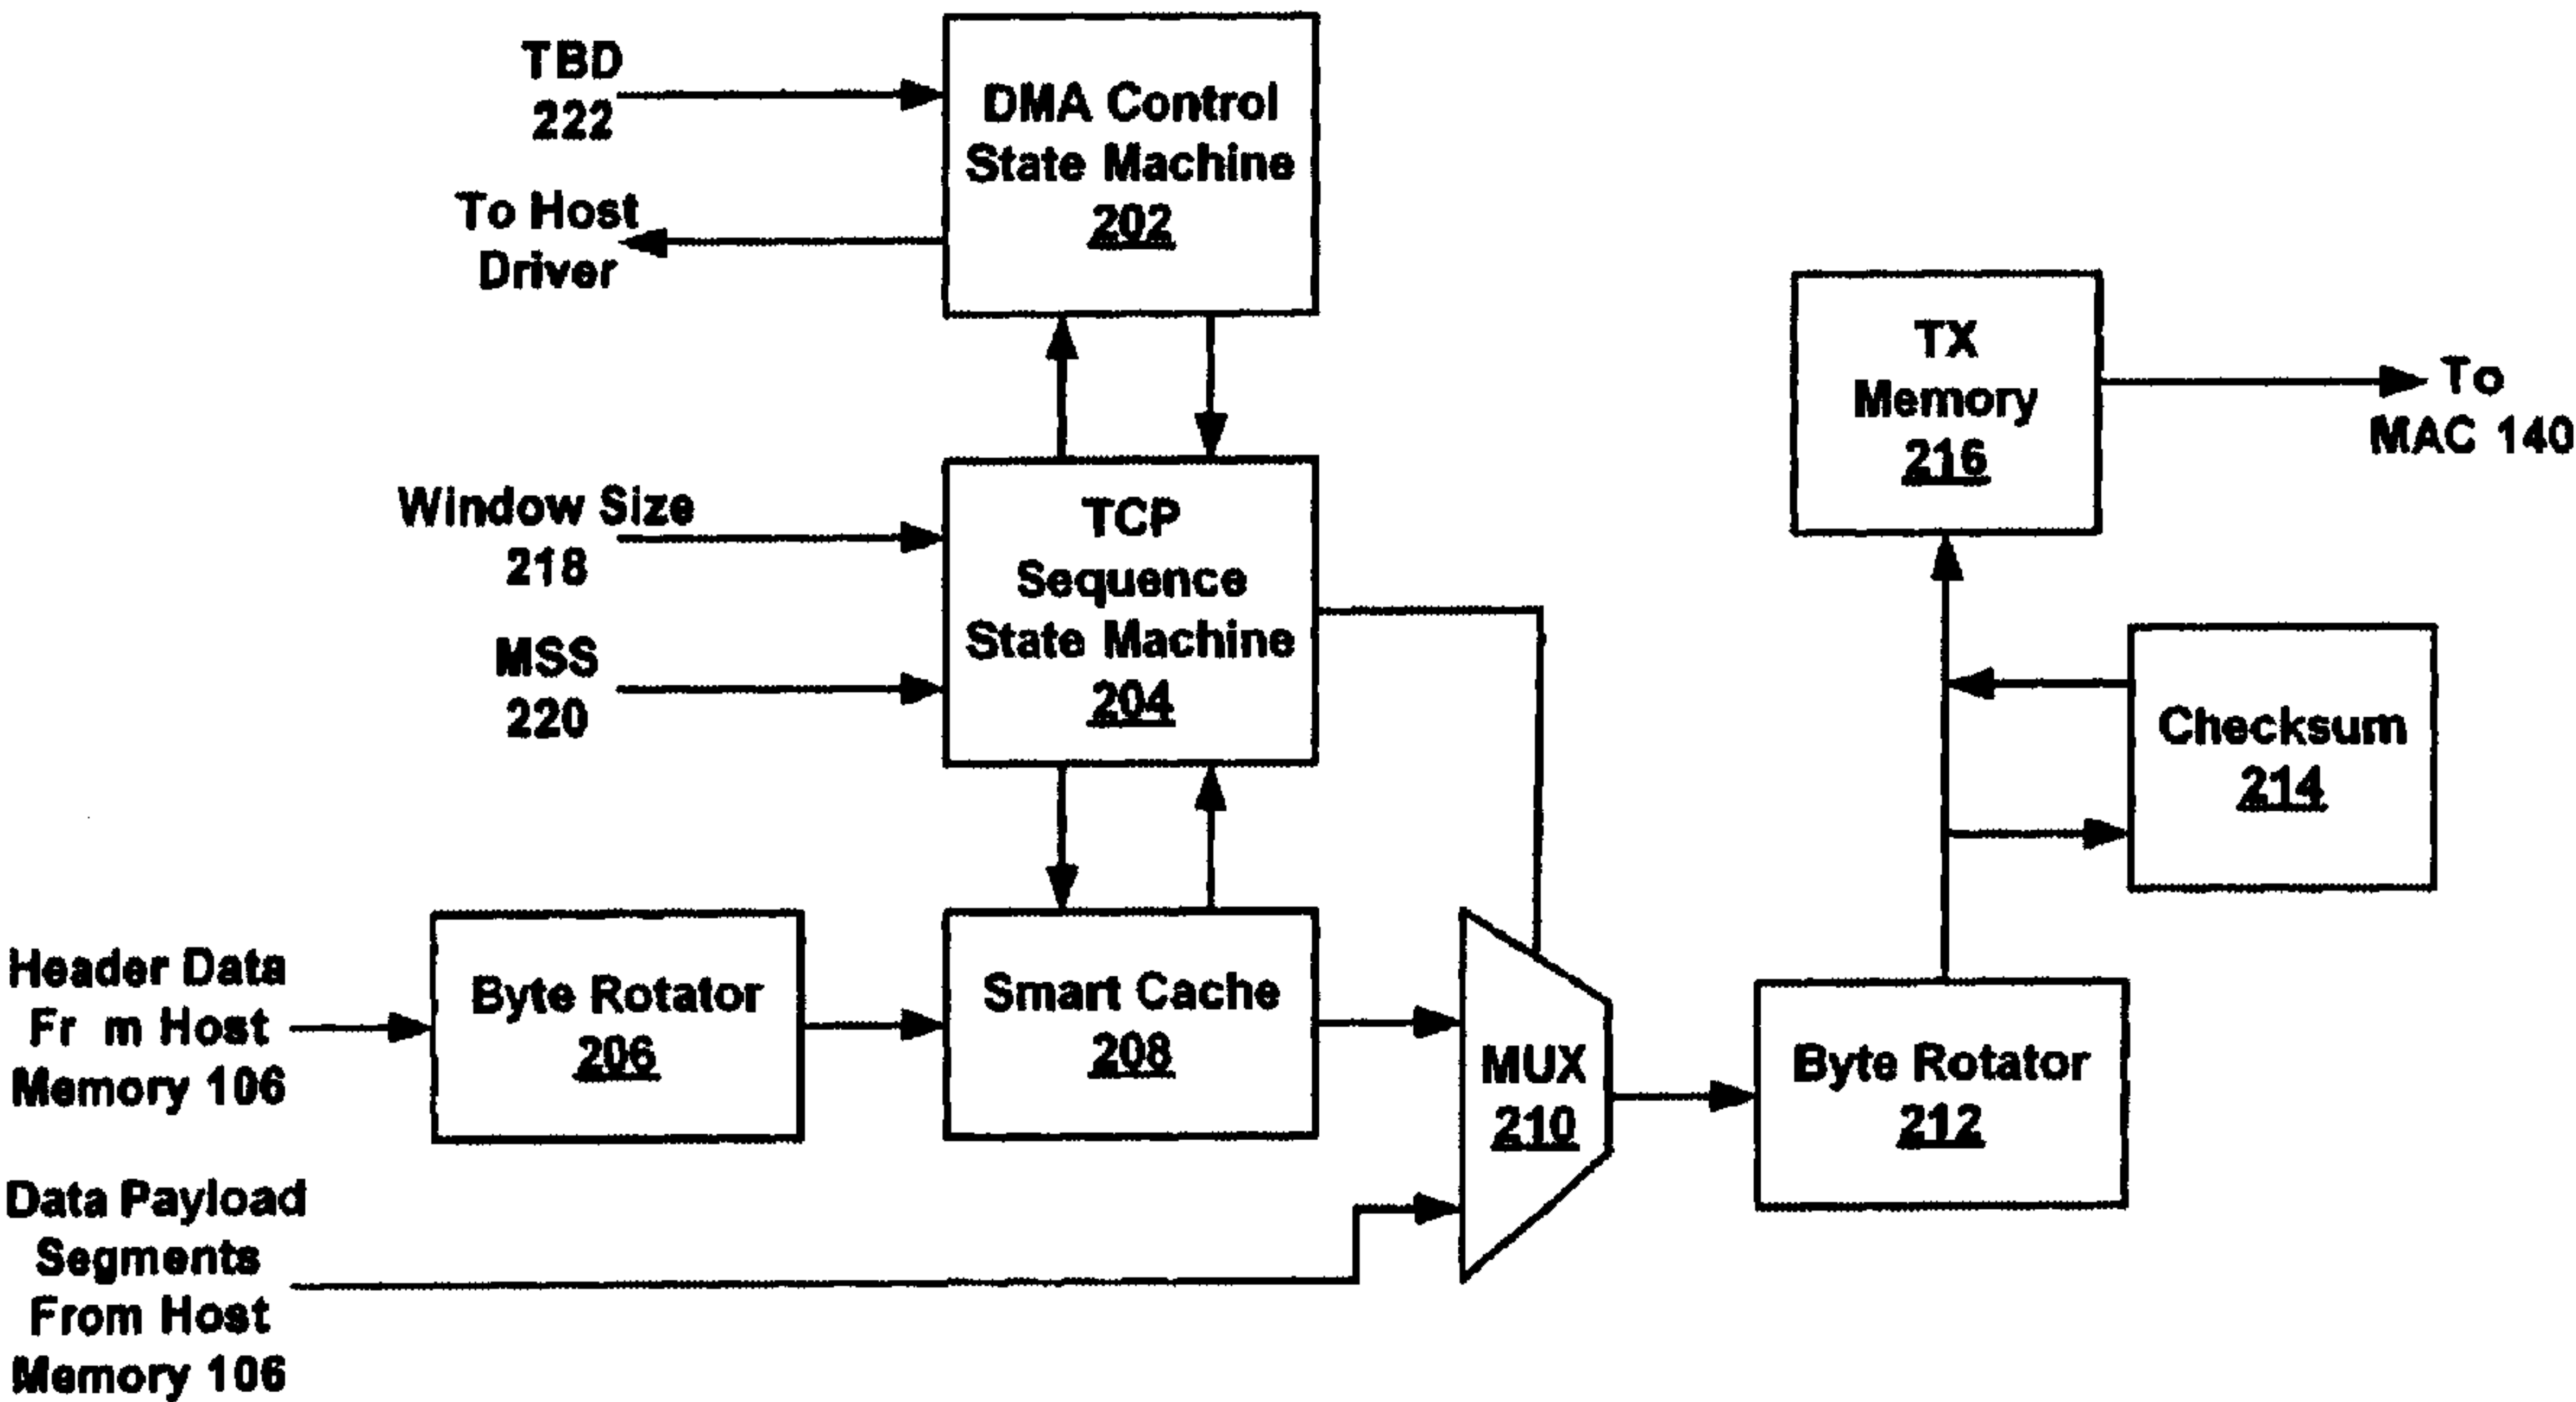 TBD
222
To Host
Driver
DMA Control
State Machine
202
Window Size
218
MSS
220
TCP
Sequence
State Machine
204
TX
Memory
216
To
MAC 140
Checksum
214
Header Data
Fr m Host
Memory 106
Byte Rotator
206
Smart Cache
208
MUX
210
Byte Rotator
212
Data Payload
Segments
From Host
Memory 106